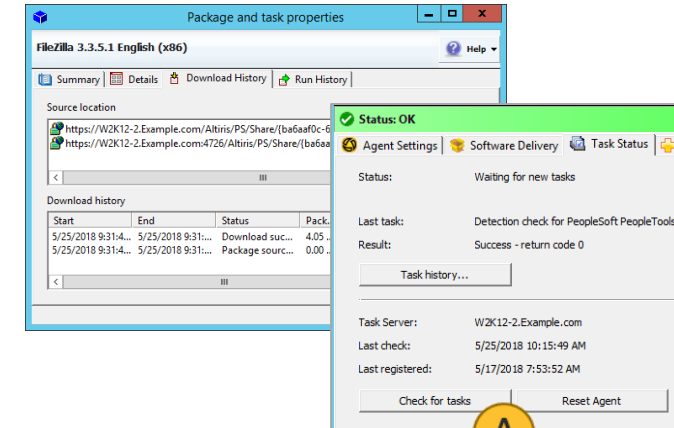 Package and task properties
FileZilla 3.3.5.1 English (x86)
Help
Summary Details Download History Run History
Source location
https://W2K12-2.Example.com/Altiris/PS/Share/{ba6aaf0c-6
https://W2K12-2.Example.com:4726/Altiris/PS/Share/{ba6aa
Download history
Start End Status Pack.
5/25/2018 9:31:4... 5/25/2018 9:31:... Download suc... 4.05 ..
5/25/2018 9:31:4... 5/25/2018 9:31:... Package sourc... 0.00 ..
Status: OK
Agent Settings Software Delivery Task Status
Status: Waiting for new tasks
Last task: Detection check for PeopleSoft PeopleTools
Result: Success - return code 0
Task history...
Task Server: W2K12-2.Example.com
Last check: 5/25/2018 10:15:49 AM
Last registered: 5/17/2018 7:53:52 AM
Check for tasks Reset Agent
A